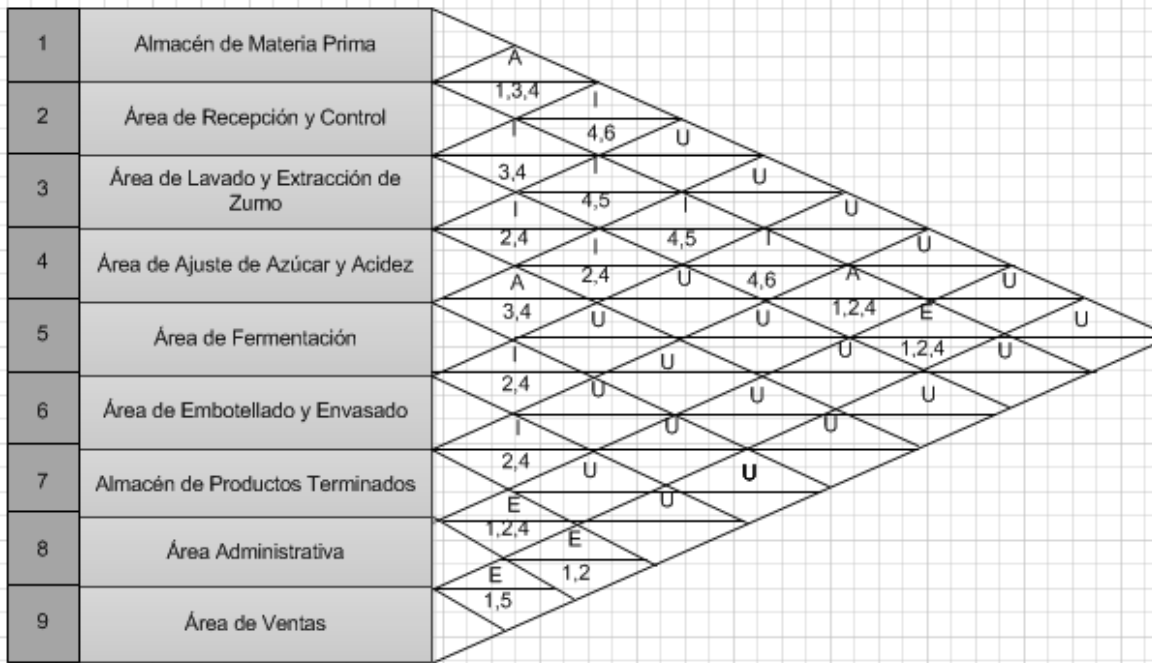 1 Almacén de Materia Prima
2 Área de Recepción y Control
3 Área de Lavado y Extracción de
Zumo
4 Área de Ajuste de Azúcar y Acidez
5 Área de Fermentación
6 Área de Embotellado y Envasado
7 Almacén de Productos Terminados
8 Área Administrativa
9 Área de Ventas
A
1,3,4 I
I 4,6 U
3,4 I U
4,5 I U
I 2,4 I 4,5 I U
A 2,4 U 4,6 A U
3,4 U U 1,2,4 E U
I U U 1,2,4 U
2,4 U U U
I U U
2,4 U U
E U
1,2,4 E
E 1,2
1,5